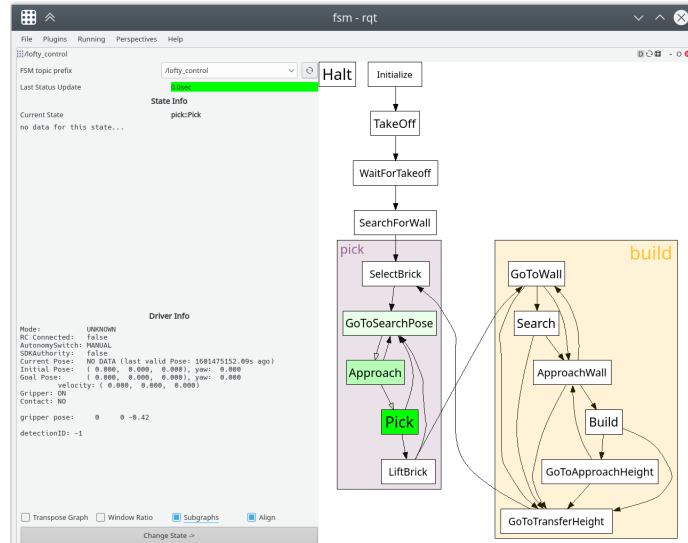 fsm - rqt
File Plugins Running Perspectives Help
/lofty_control
D
- O
FSM topic prefix
/lofty_control
Last Status Update
0.0sec
State Info
Current State
pick::Pick
no data for this state...
Driver Info
Mode: UNKNOWN
RC Connected: false
AutonomySwitch: MANUAL
SDKAuthority: false
Current Pose: NO DATA (last valid Pose: 1601475152.09s ago)
Initial Pose: ( 0.000, 0.000, 0.000), yaw: 0.000
Goal Pose: ( 0.000, 0.000, 0.000), yaw: 0.000
velocity: ( 0.000, 0.000, 0.000)
Gripper: ON
Contact: NO
gripper pose: 0 0 -0.42
detectionID: -1
Transpose Graph
Window Ratio
Subgraphs
Align
Change State ->
Halt
Initialize
TakeOff
WaitForTakeoff
SearchForWall
pick
SelectBrick
GoToSearchPose
Approach
Pick
LiftBrick
build
GoToWall
Search
ApproachWall
Build
GoToApproachHeight
GoToTransferHeight